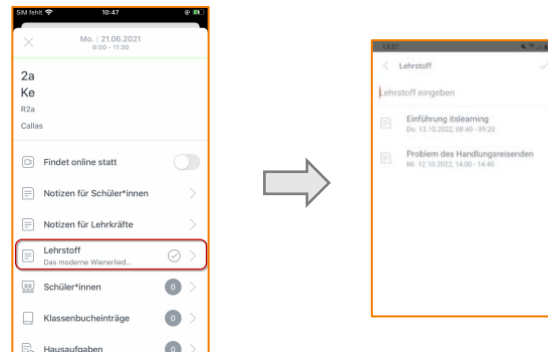 SIM fehlt 10:47
Mo. | 21.06.2021
9:50 - 11:30
2a
Ke
R2a
Callas
Findet online statt
Notizen für Schüler*innen
Notizen für Lehrkräfte
Lehrstoff
Das moderne Wienerlied...
Schüler*innen 0
Klassenbucheinträge 0
Hausaufgaben 0
13:37
Lehrstoff
Lehrstoff eingeben
Einführung itslearning
Do. 13.10.2022, 08:40 - 09:20
Problem des Handlungsreisenden
Mi. 12.10.2022, 14:00 - 14:40